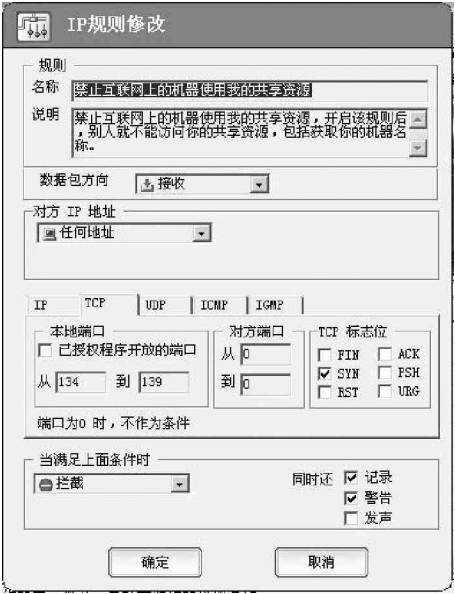 IP规则修改
规则
名称 禁止互联网上的机器使用我的共享资源
说明 禁止互联网上的机器使用我的共享资源，开启该规则后
，别人就不能访问你的共享资源，包括获取你的机器名
称。
数据包方向 接收
对方 IP 地址
任何地址
IP TCP UDP ICMP IGMP
本地端口 对方端口 TCP 标志位
已授权程序开放的端口 从 0 FIN ACK
SYN PSH
从 134 到 139 到 0 RST URG
端口为0 时，不作为条件
当满足上面条件时
拦截 同时还 记录
警告
发声
确定 取消